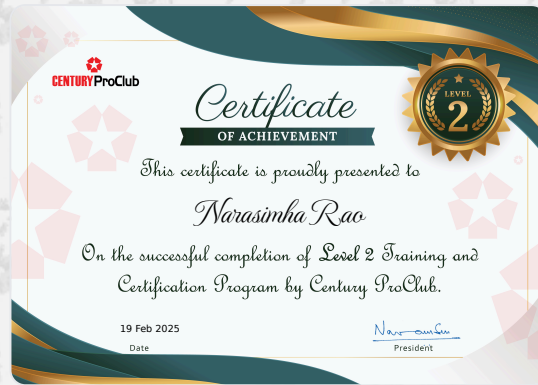 CENTURY ProClub
Certificate
OF ACHIEVEMENT
LEVEL
2
This certificate is proudly presented to
Narasimha Rao
On the successful completion of Level 2 Training and
Certification Program by Century ProClub.
19 Feb 2025
Date
President